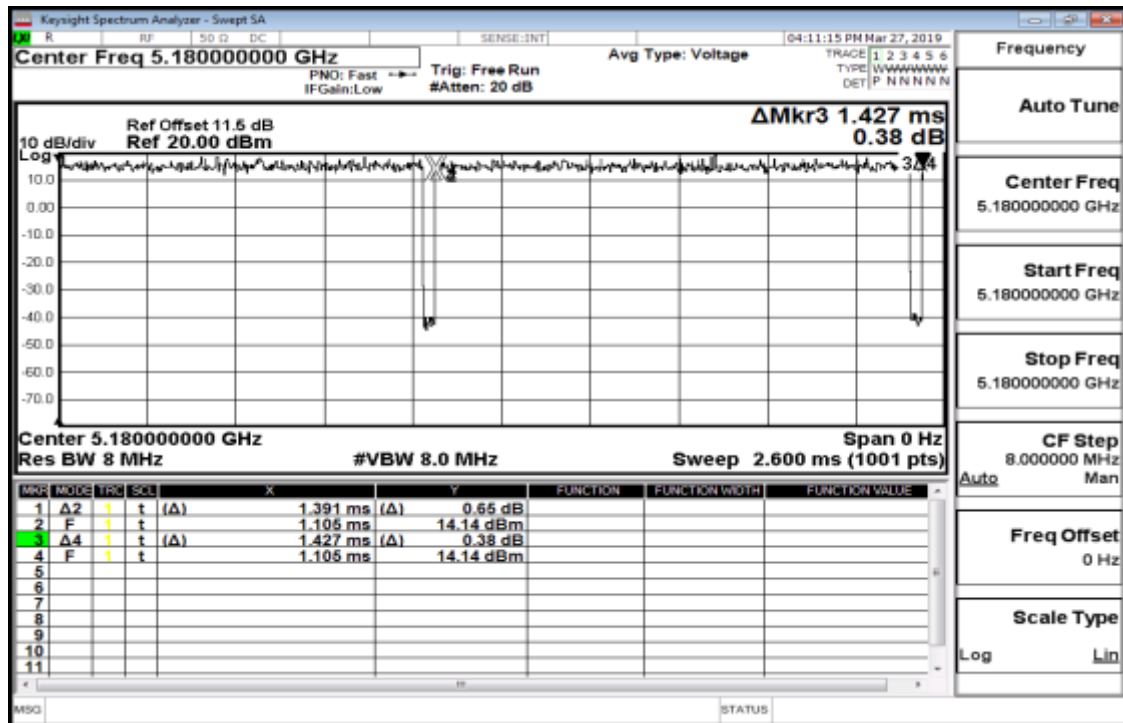 Keysight Spectrum Analyzer - Swept SA
R RF 50 Ω DC SENSE:INT 04:11:15 PM Mar 27, 2019
Center Freq 5.180000000 GHz
PNO: Fast
IFGain:Low
Trig: Free Run
#Atten: 20 dB
Avg Type: Voltage
TRACE 1 2 3 4 5 6
TYPE WWWWWWW
DET P N N N N N
ΔMkr3 1.427 ms
0.38 dB
Ref Offset 11.5 dB
10 dB/div Ref 20.00 dBm
Log
10.0
0.00
-10.0
-20.0
-30.0
-40.0
-50.0
-60.0
-70.0
3Δ4
Center 5.180000000 GHz Span 0 Hz
Res BW 8 MHz #VBW 8.0 MHz Sweep 2.600 ms (1001 pts)
MKR MODE TRC SCL X Y FUNCTION FUNCTION WIDTH FUNCTION VALUE
1 Δ2 1 t (Δ) 1.391 ms (Δ) 0.65 dB
2 F 1 t 1.105 ms 14.14 dBm
3 Δ4 1 t (Δ) 1.427 ms (Δ) 0.38 dB
4 F 1 t 1.105 ms 14.14 dBm
5
6
7
8
9
10
11
MSG STATUS
Frequency
Auto Tune
Center Freq
5.180000000 GHz
Start Freq
5.180000000 GHz
Stop Freq
5.180000000 GHz
CF Step
8.000000 MHz
Auto Man
Freq Offset
0 Hz
Scale Type
Log Lin